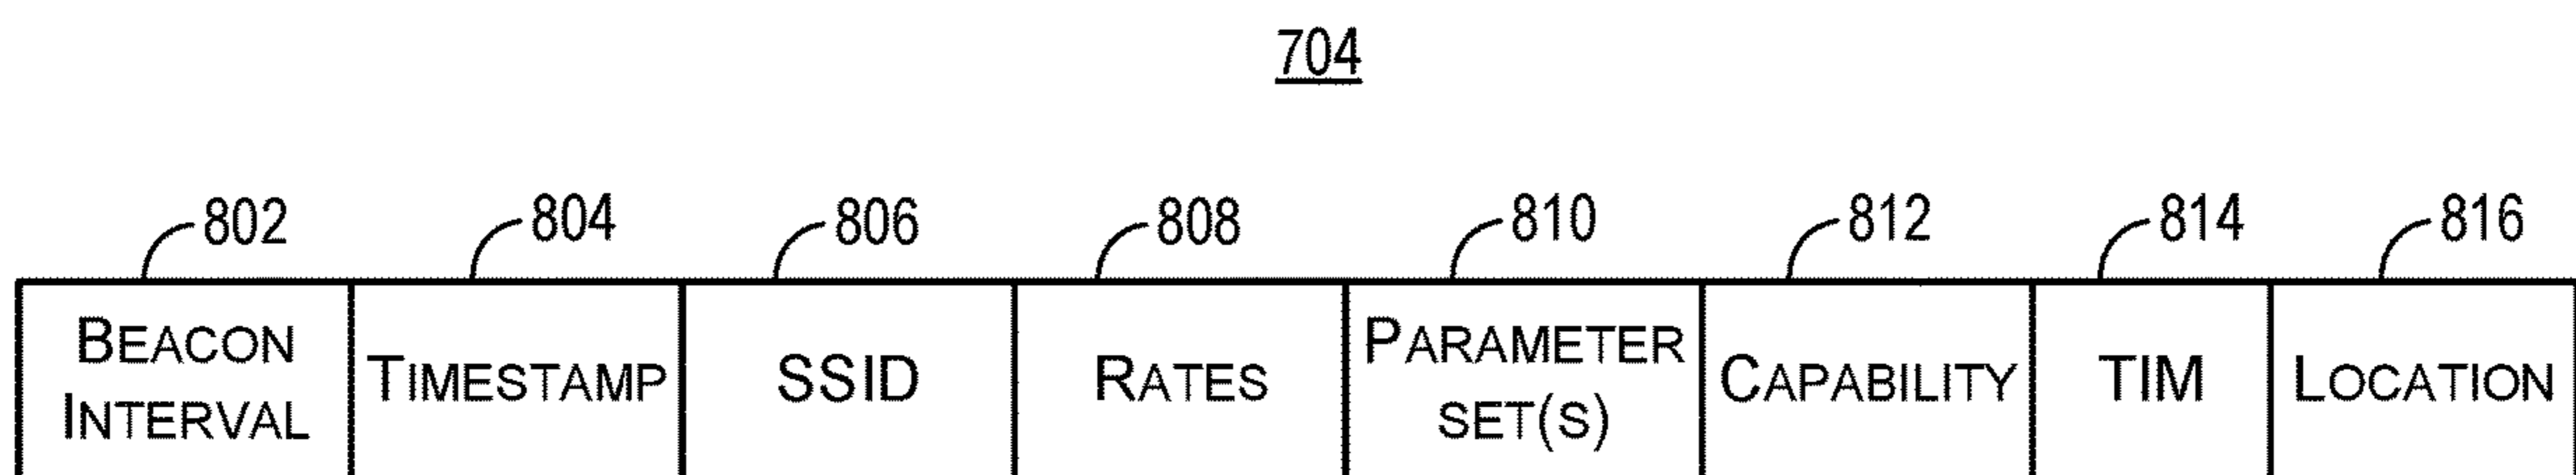 704
802 804 806 808 810 812 814 816
BEACON INTERVAL TIMESTAMP SSID RATES PARAMETER SET(S) CAPABILITY TIM LOCATION